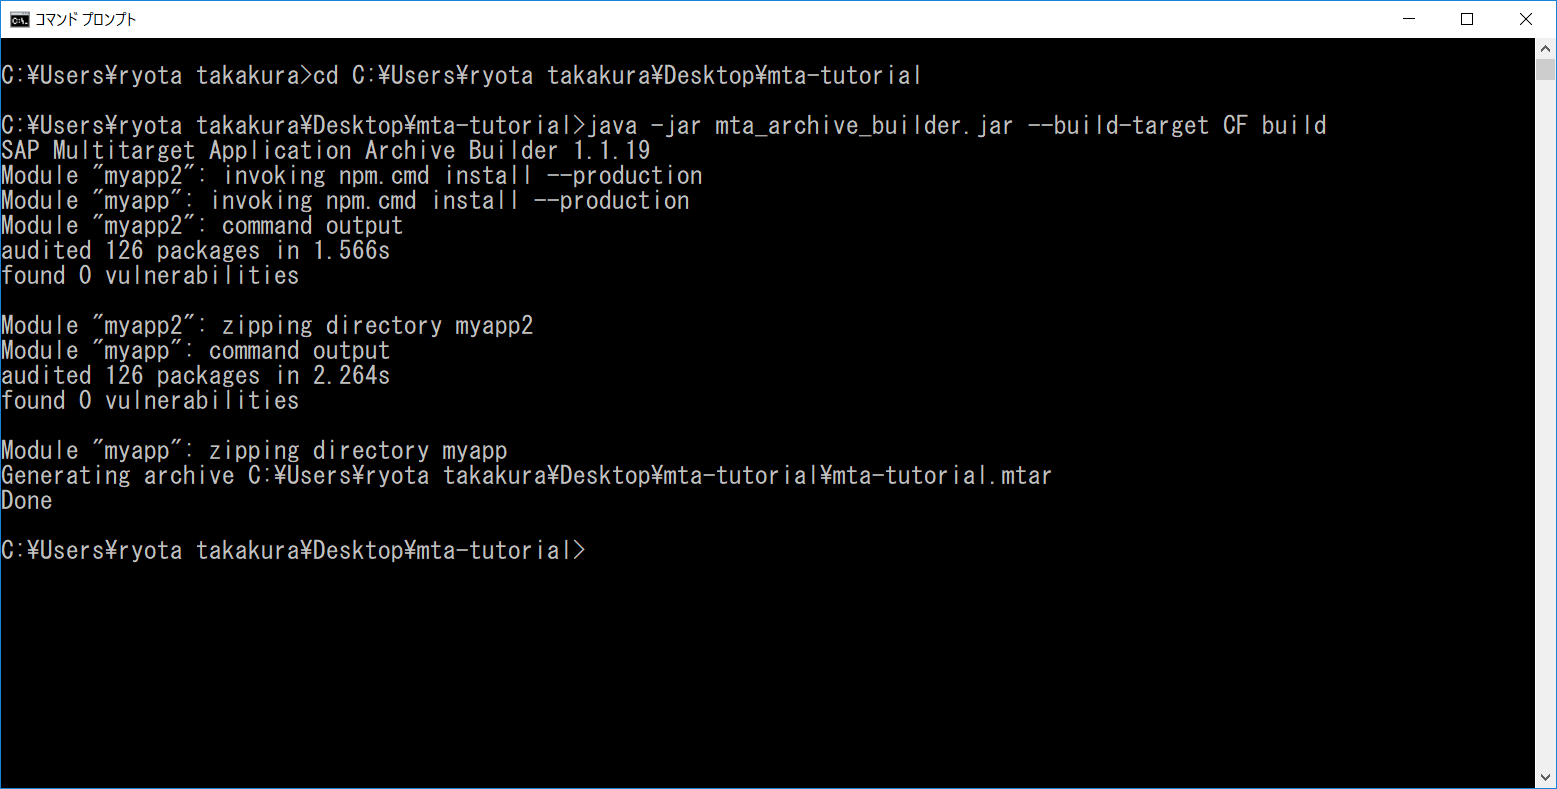 コマンド プロンプト
C:¥Users¥ryota takakura>cd C:¥Users¥ryota takakura¥Desktop¥mta-tutorial
C:¥Users¥ryota takakura¥Desktop¥mta-tutorial>java -jar mta_archive_builder.jar --build-target CF build
SAP Multitarget Application Archive Builder 1.1.19
Module "myapp2": invoking npm.cmd install --production
Module "myapp": invoking npm.cmd install --production
Module "myapp2": command output
audited 126 packages in 1.566s
found 0 vulnerabilities
Module "myapp2": zipping directory myapp2
Module "myapp": command output
audited 126 packages in 2.264s
found 0 vulnerabilities
Module "myapp": zipping directory myapp
Generating archive C:¥Users¥ryota takakura¥Desktop¥mta-tutorial¥mta-tutorial.mtar
Done
C:¥Users¥ryota takakura¥Desktop¥mta-tutorial>